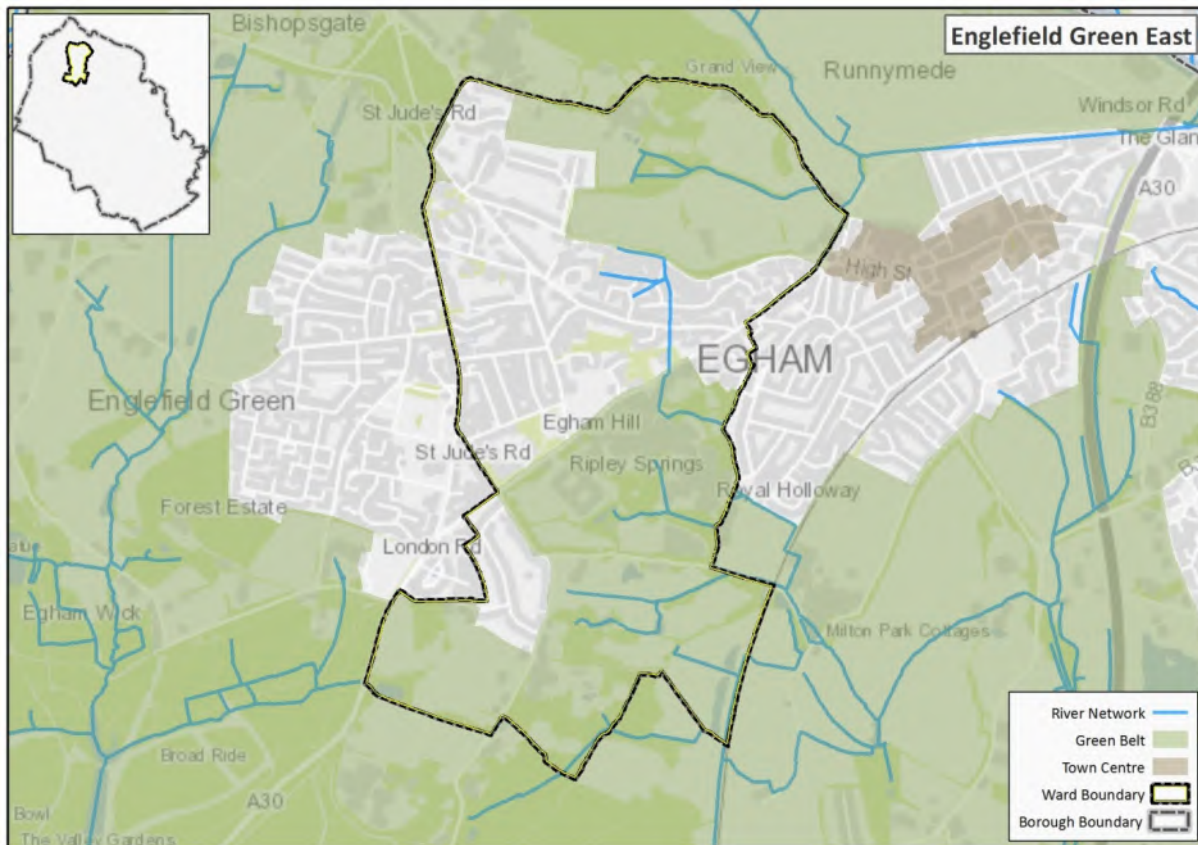 Bishopsgate
Englefield Green East
Grand View
Runnymede
St Jude's Rd
Windsor Rd
The Glan
A30
High St
EGHAM
Englefield Green
B388
Egham Hill
St Jude's Rd
Ripley Springs
Royal Holloway
Forest Estate
London Rd
Egham Wick
Milton Park Cottages
Broad Ride
A30
Bowl
The Valley Gardens
River Network
Green Belt
Town Centre
Ward Boundary
Borough Boundary